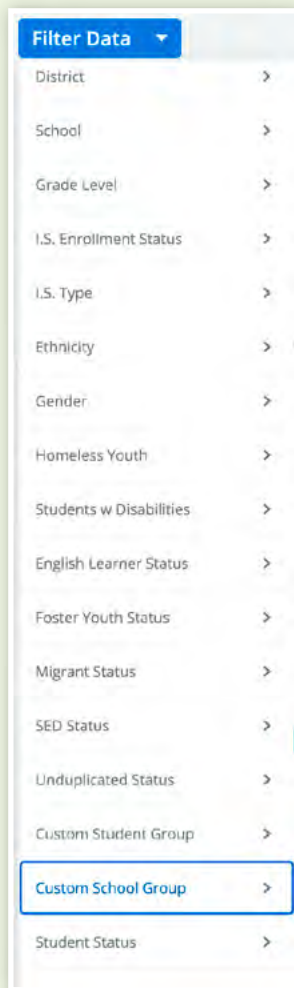 Filter Data
District
School
Grade Level
I.S. Enrollment Status
I.S. Type
Ethnicity
Gender
Homeless Youth
Students w Disabilities
English Learner Status
Foster Youth Status
Migrant Status
SED Status
Unduplicated Status
Custom Student Group
Custom School Group
Student Status